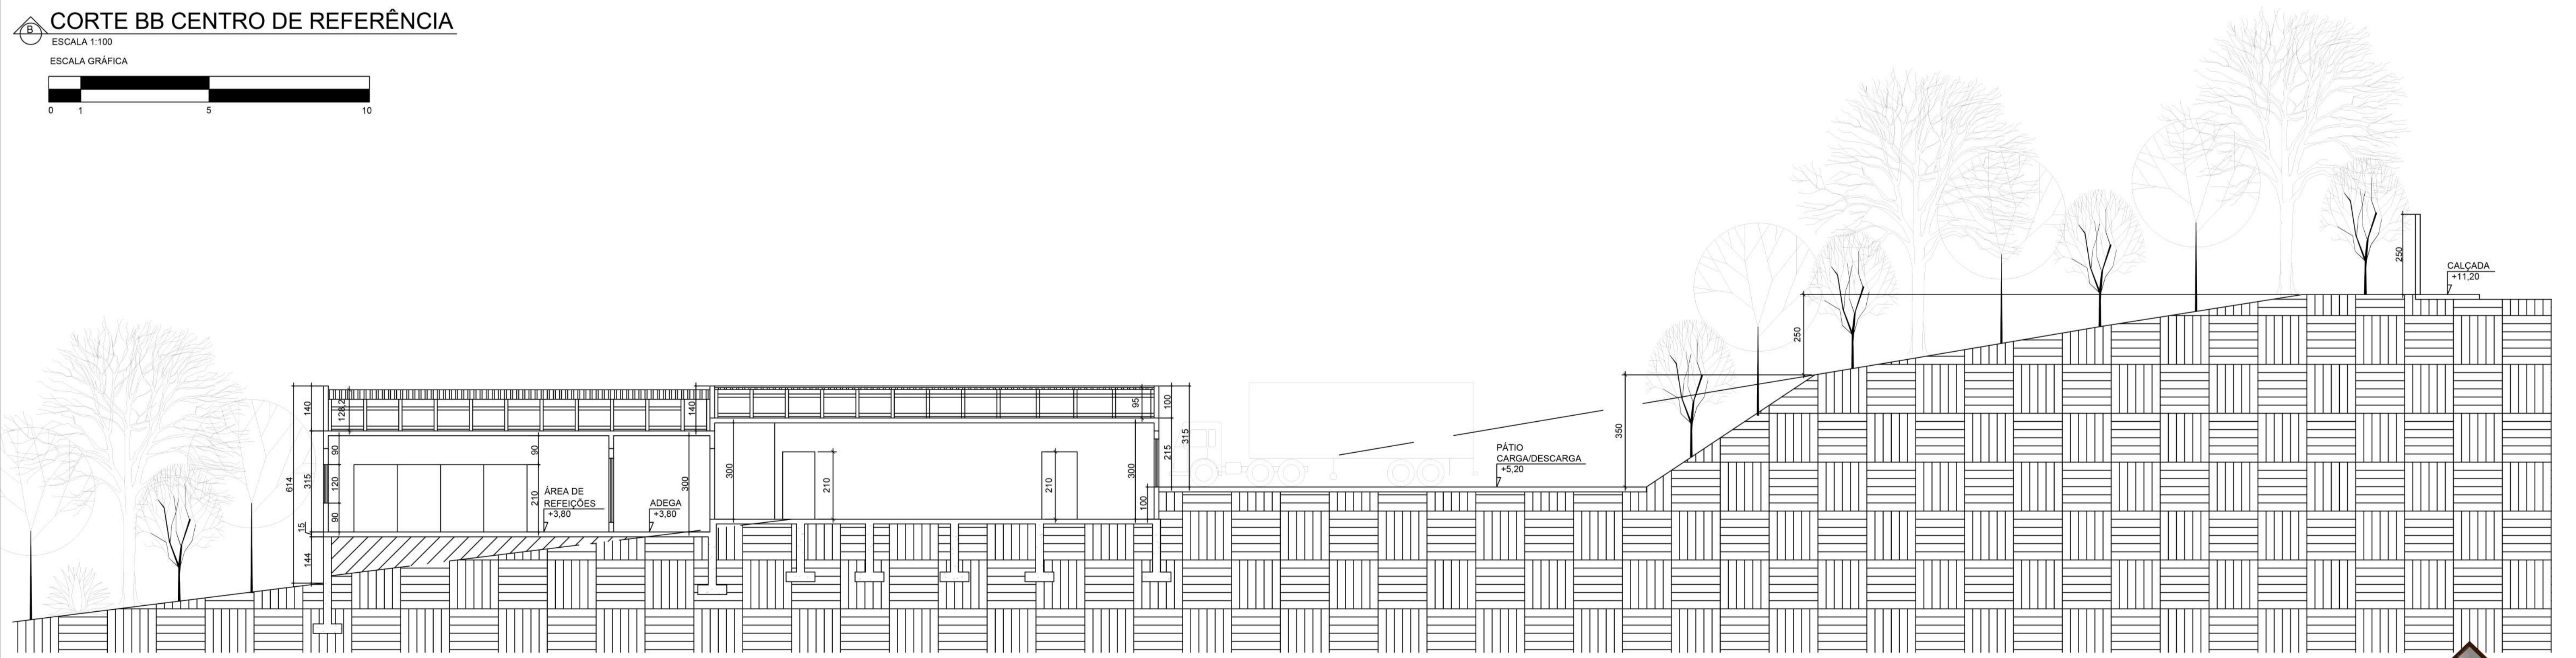 CORTE BB CENTRO DE REFERÊNCIA
B
ESCALA 1:100
ESCALA GRÁFICA
0 1 5 10
250
CALÇADA
+11,20
250
350
PÁTIO
CARGA/DESCARGA
+5,20
614
140
315
15
144
128,2
90
120
90
90
210
ÁREA DE
REFEIÇÕES
+3,80
ADEGA
+3,80
140
300
300
210
210
300
95
100
215
100
315